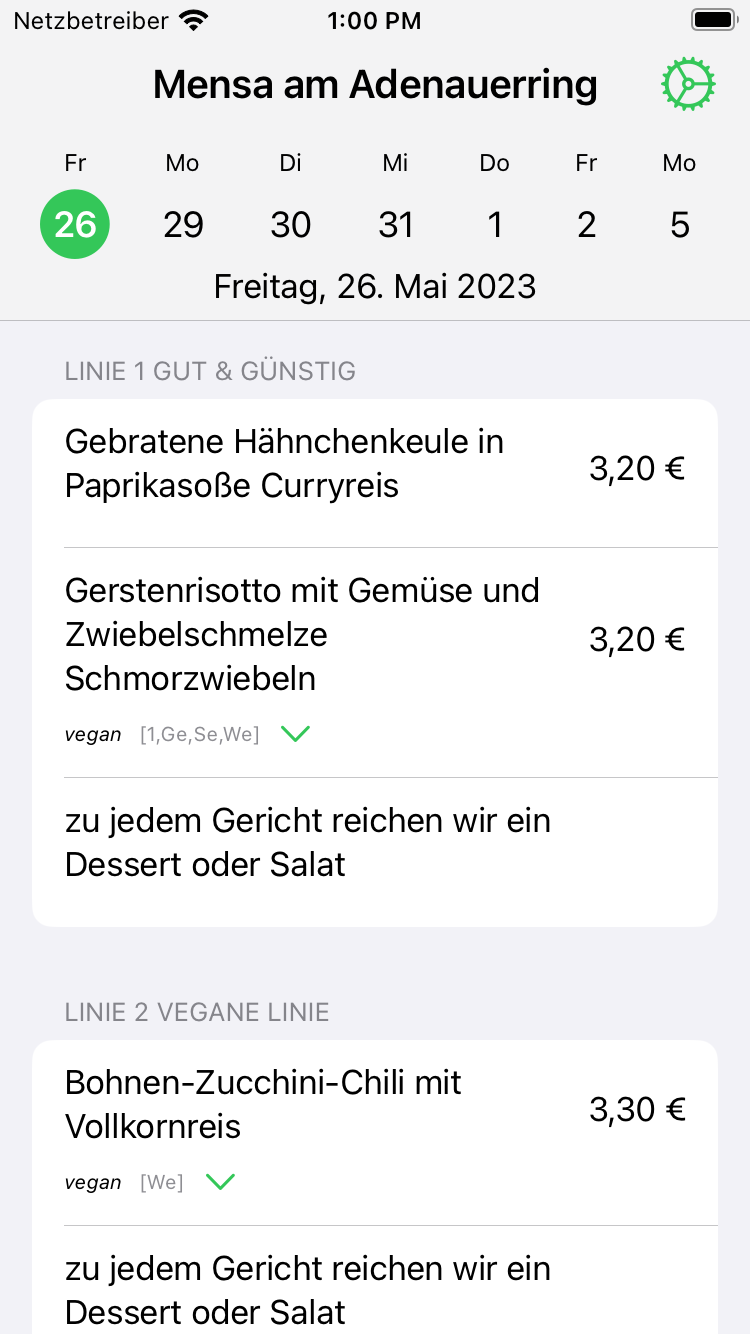 Netzbetreiber 1:00 PM
Mensa am Adenauerring
Fr Mo Di Mi Do Fr Mo
26 29 30 31 1 2 5
Freitag, 26. Mai 2023
LINIE 1 GUT & GÜNSTIG
Gebratene Hähnchenkeule in
Paprikasoße Curryreis
3,20 €
Gerstenrisotto mit Gemüse und
Zwiebelschmelze
Schmorzwiebeln
3,20 €
vegan [1,Ge,Se,We]
zu jedem Gericht reichen wir ein
Dessert oder Salat
LINIE 2 VEGANE LINIE
Bohnen-Zucchini-Chili mit
Vollkornreis
3,30 €
vegan [We]
zu jedem Gericht reichen wir ein
Dessert oder Salat